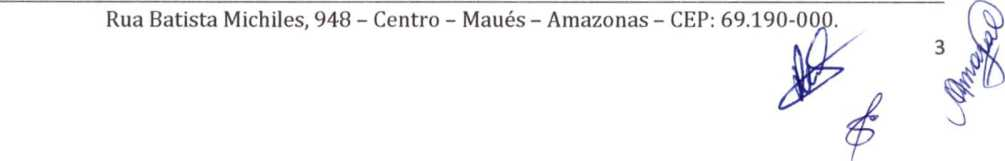 Rua Batista Michiles, 948 – Centro – Maués – Amazonas – CEP: 69.190-000.
3